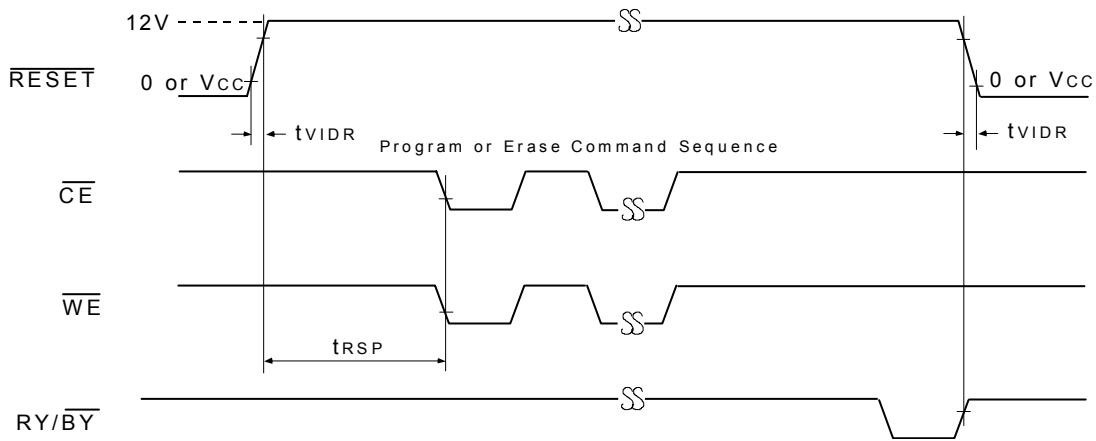 12V
RESET
0 or VCC
0 or VCC
tVIDR
tVIDR
Program or Erase Command Sequence
CE
WE
tRSP
RY/BY